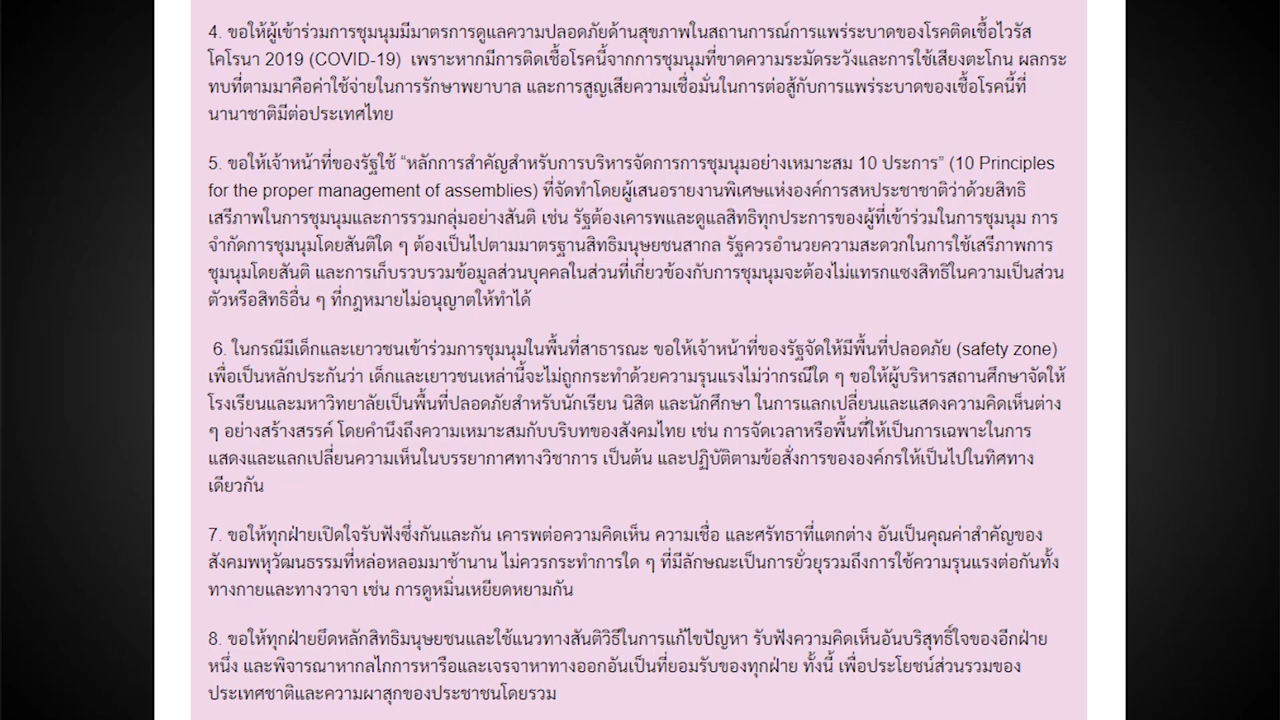 4. ขอให้ผู้เข้าร่วมการชุมนุมมีมาตรการดูแลความปลอดภัยด้านสุขภาพในสถานการณ์การแพร่ระบาดของโรคติดเชื้อไวรัส
โคโรนา 2019 (COVID-19) เพราะหากมีการติดเชื้อโรคนี้จากการชุมนุมที่ขาดความระมัดระวังและการใช้เสียงตะโกน ผลกระ
ทบที่ตามมาคือค่าใช้จ่ายในการรักษาพยาบาล และการสูญเสียความเชื่อมั่นในการต่อสู้กับการแพร่ระบาดของเชื้อโรคนี้ที่
นานาชาติมีต่อประเทศไทย
5. ขอให้เจ้าหน้าที่ของรัฐใช้ “หลักการสำคัญสำหรับการบริหารจัดการการชุมนุมอย่างเหมาะสม 10 ประการ” (10 Principles
for the proper management of assemblies) ที่จัดทำโดยผู้เสนอรายงานพิเศษแห่งองค์การสหประชาชาติว่าด้วยสิทธิ
เสรีภาพในการชุมนุมและการรวมกลุ่มอย่างสันติ เช่น รัฐต้องเคารพและดูแลสิทธิทุกประการของผู้ที่เข้าร่วมในการชุมนุม การ
จำกัดการชุมนุมโดยสันติใด ๆ ต้องเป็นไปตามมาตรฐานสิทธิมนุษยชนสากล รัฐควรอำนวยความสะดวกในการใช้เสรีภาพการ
ชุมนุมโดยสันติ และการเก็บรวบรวมข้อมูลส่วนบุคคลในส่วนที่เกี่ยวข้องกับการชุมนุมจะต้องไม่แทรกแซงสิทธิในความเป็นส่วน
ตัวหรือสิทธิอื่น ๆ ที่กฎหมายไม่อนุญาตให้ทำได้
6. ในกรณีมีเด็กและเยาวชนเข้าร่วมการชุมนุมในพื้นที่สาธารณะ ขอให้เจ้าหน้าที่ของรัฐจัดให้มีพื้นที่ปลอดภัย (safety zone)
เพื่อเป็นหลักประกันว่า เด็กและเยาวชนเหล่านี้จะไม่ถูกกระทำด้วยความรุนแรงไม่ว่ากรณีใด ๆ ขอให้ผู้บริหารสถานศึกษาจัดให้
โรงเรียนและมหาวิทยาลัยเป็นพื้นที่ปลอดภัยสำหรับนักเรียน นิสิต และนักศึกษา ในการแลกเปลี่ยนและแสดงความคิดเห็นต่าง
ๆ อย่างสร้างสรรค์ โดยคำนึงถึงความเหมาะสมกับบริบทของสังคมไทย เช่น การจัดเวลาหรือพื้นที่ให้เป็นการเฉพาะในการ
แสดงและแลกเปลี่ยนความเห็นในบรรยากาศทางวิชาการ เป็นต้น และปฏิบัติตามข้อสั่งการขององค์กรให้เป็นไปในทิศทาง
เดียวกัน
7. ขอให้ทุกฝ่ายเปิดใจรับฟังซึ่งกันและกัน เคารพต่อความคิดเห็น ความเชื่อ และศรัทธาที่แตกต่าง อันเป็นคุณค่าสำคัญของ
สังคมพหุวัฒนธรรมที่หล่อหลอมมาช้านาน ไม่ควรกระทำการใด ๆ ที่มีลักษณะเป็นการยั่วยุรวมถึงการใช้ความรุนแรงต่อกันทั้ง
ทางกายและทางวาจา เช่น การดูหมิ่นเหยียดหยามกัน
8. ขอให้ทุกฝ่ายยึดหลักสิทธิมนุษยชนและใช้แนวทางสันติวิธีในการแก้ไขปัญหา รับฟังความคิดเห็นอันบริสุทธิ์ใจของอีกฝ่าย
หนึ่ง และพิจารณาหากลไกการหารือและเจรจาหาทางออกอันเป็นที่ยอมรับของทุกฝ่าย ทั้งนี้ เพื่อประโยชน์ส่วนรวมของ
ประเทศชาติและความผาสุกของประชาชนโดยรวม